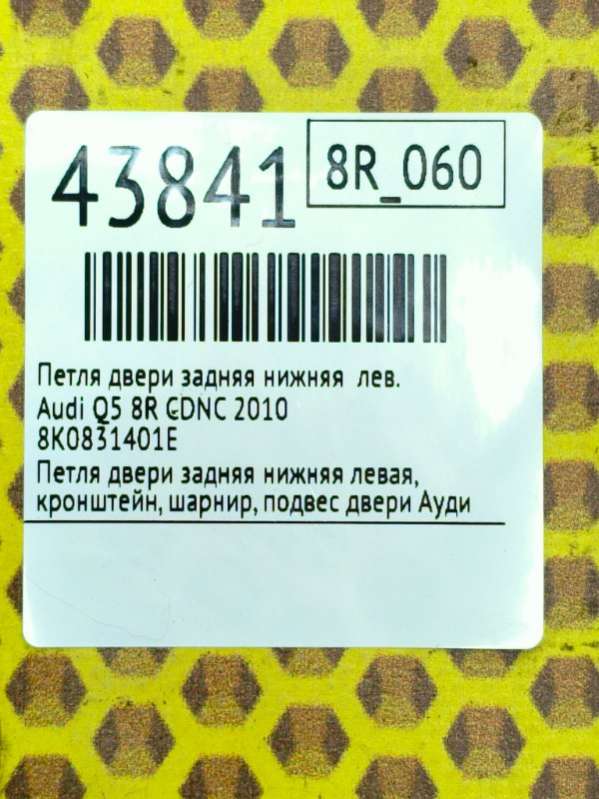 43841
8R_060
Петля двери задняя нижняя лев.
Audi Q5 8R CDNC 2010
8K0831401E
Петля двери задняя нижняя левая,
кронштейн, шарнир, подвес двери Ауди